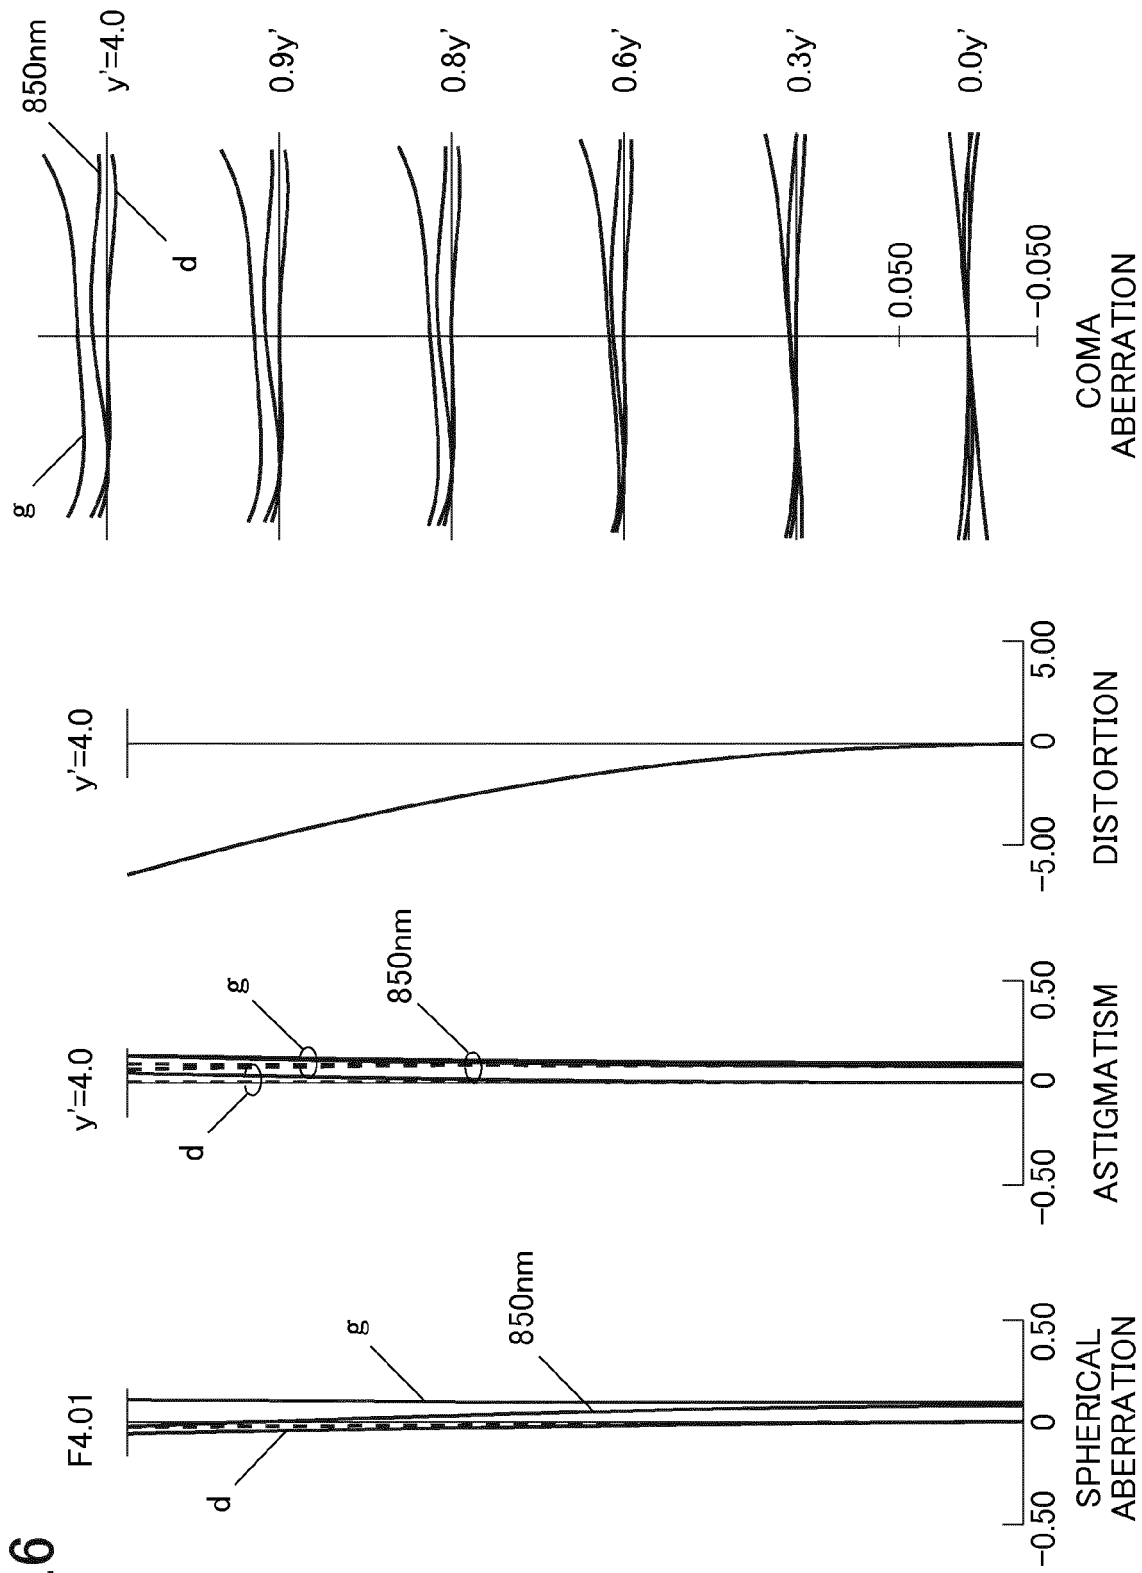 .6
F4.01
g
850nm
d
−0.50
0
0.50
SPHERICAL
ABERRATION
y'=4.0
g
850nm
d
−0.50
0
0.50
ASTIGMATISM
y'=4.0
−5.00
0
5.00
DISTORTION
g
850nm
d
y'=4.0
0.9y'
0.8y'
0.6y'
0.3y'
0.0y'
0.050
−0.050
COMA
ABERRATION